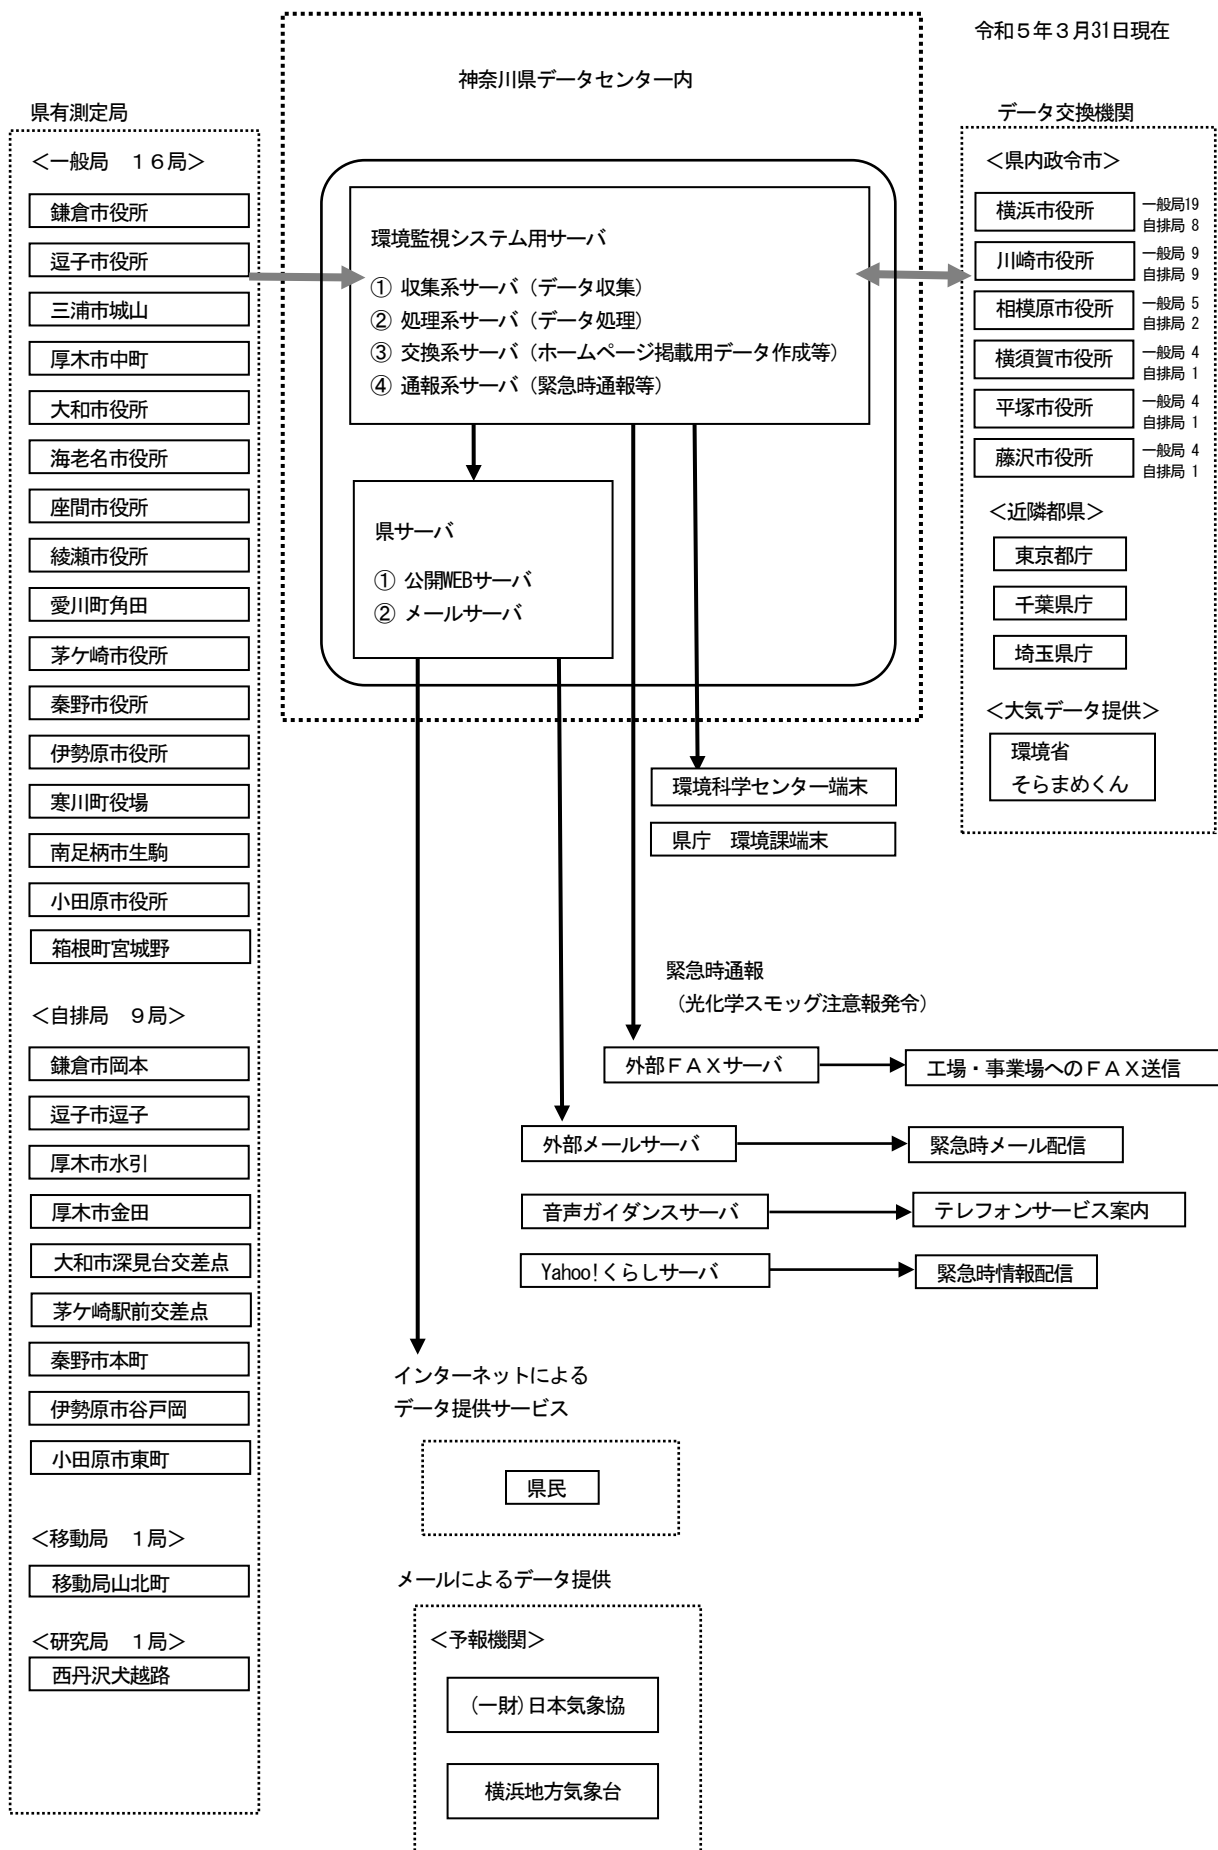 令和５年３月31日現在
神奈川県データセンター内
県有測定局
＜一般局　１６局＞
鎌倉市役所
逗子市役所
三浦市城山
厚木市中町
大和市役所
海老名市役所
座間市役所
綾瀬市役所
愛川町角田
茅ケ崎市役所
秦野市役所
伊勢原市役所
寒川町役場
南足柄市生駒
小田原市役所
箱根町宮城野
＜自排局　９局＞
鎌倉市岡本
逗子市逗子
厚木市水引
厚木市金田
大和市深見台交差点
茅ケ崎駅前交差点
秦野市本町
伊勢原市谷戸岡
小田原市東町
＜移動局　１局＞
移動局山北町
＜研究局　１局＞
西丹沢犬越路
環境監視システム用サーバ
① 収集系サーバ（データ収集）
② 処理系サーバ（データ処理）
③ 交換系サーバ（ホームページ掲載用データ作成等）
④ 通報系サーバ（緊急時通報等）
県サーバ
① 公開WEBサーバ
② メールサーバ
データ交換機関
＜県内政令市＞
横浜市役所
一般局19
自排局 8
川崎市役所
一般局 9
自排局 9
相模原市役所
一般局 5
自排局 2
横須賀市役所
一般局 4
自排局 1
平塚市役所
一般局 4
自排局 1
藤沢市役所
一般局 4
自排局 1
＜近隣都県＞
東京都庁
千葉県庁
埼玉県庁
＜大気データ提供＞
環境省
そらまめくん
環境科学センター端末
県庁　環境課端末
緊急時通報
（光化学スモッグ注意報発令）
外部ＦＡＸサーバ
工場・事業場へのＦＡＸ送信
外部メールサーバ
緊急時メール配信
音声ガイダンスサーバ
テレフォンサービス案内
Yahoo!くらしサーバ
緊急時情報配信
インターネットによる
データ提供サービス
県民
メールによるデータ提供
＜予報機関＞
(一財)日本気象協
横浜地方気象台